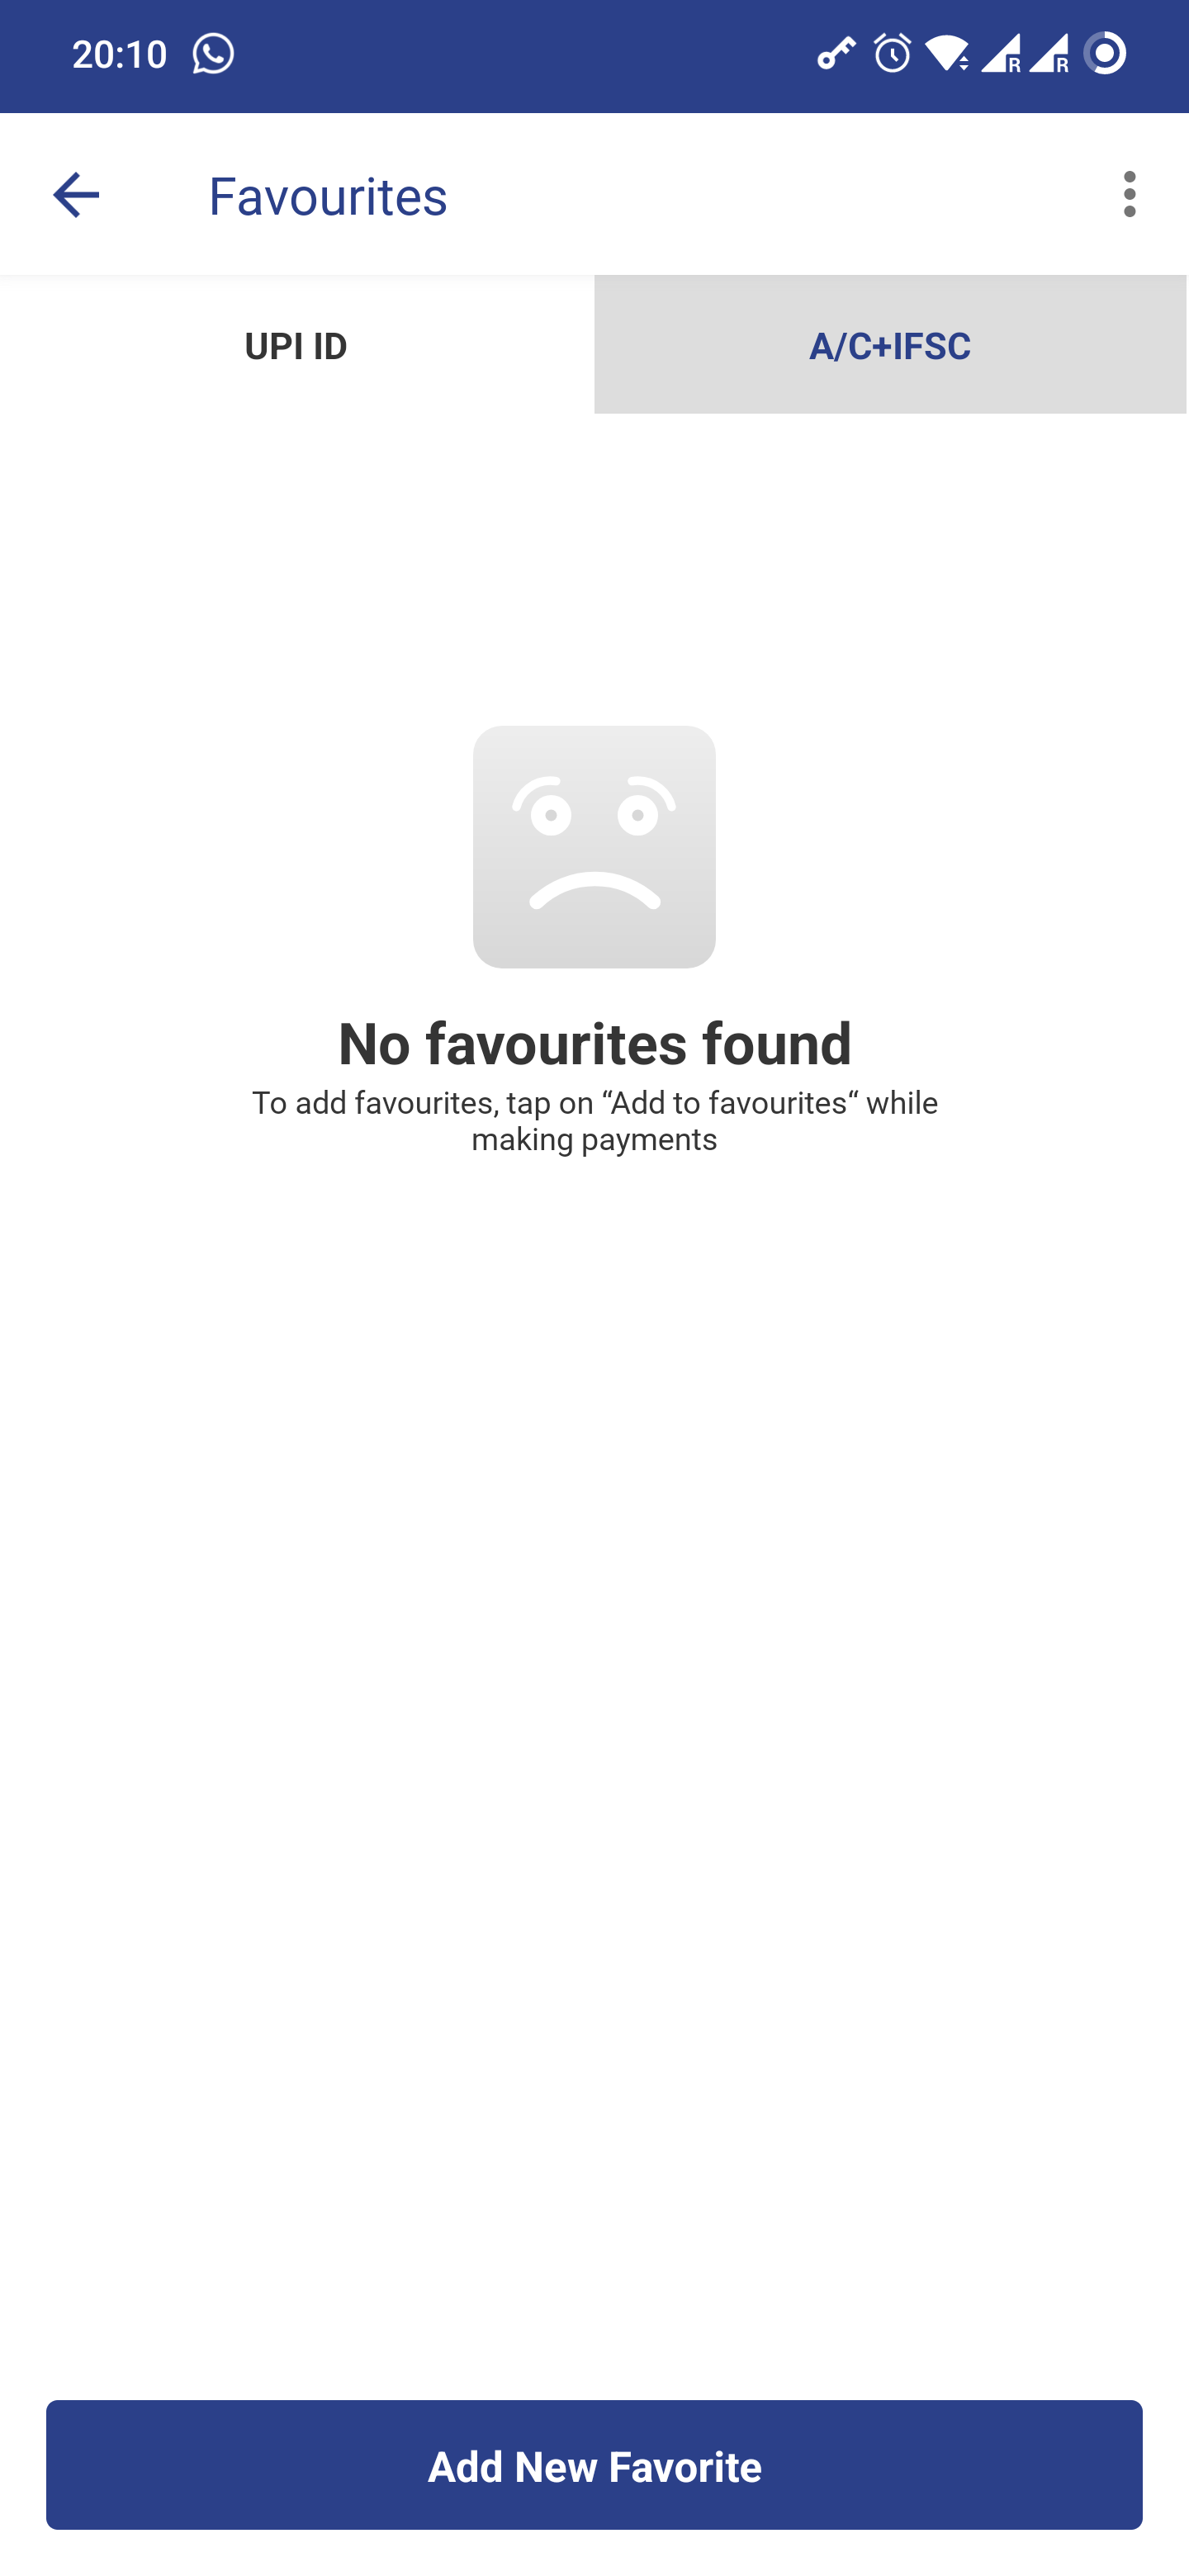 20:10
R R
Favourites
UPI ID A/C+IFSC
No favourites found
To add favourites, tap on “Add to favourites“ while
making payments
Add New Favorite